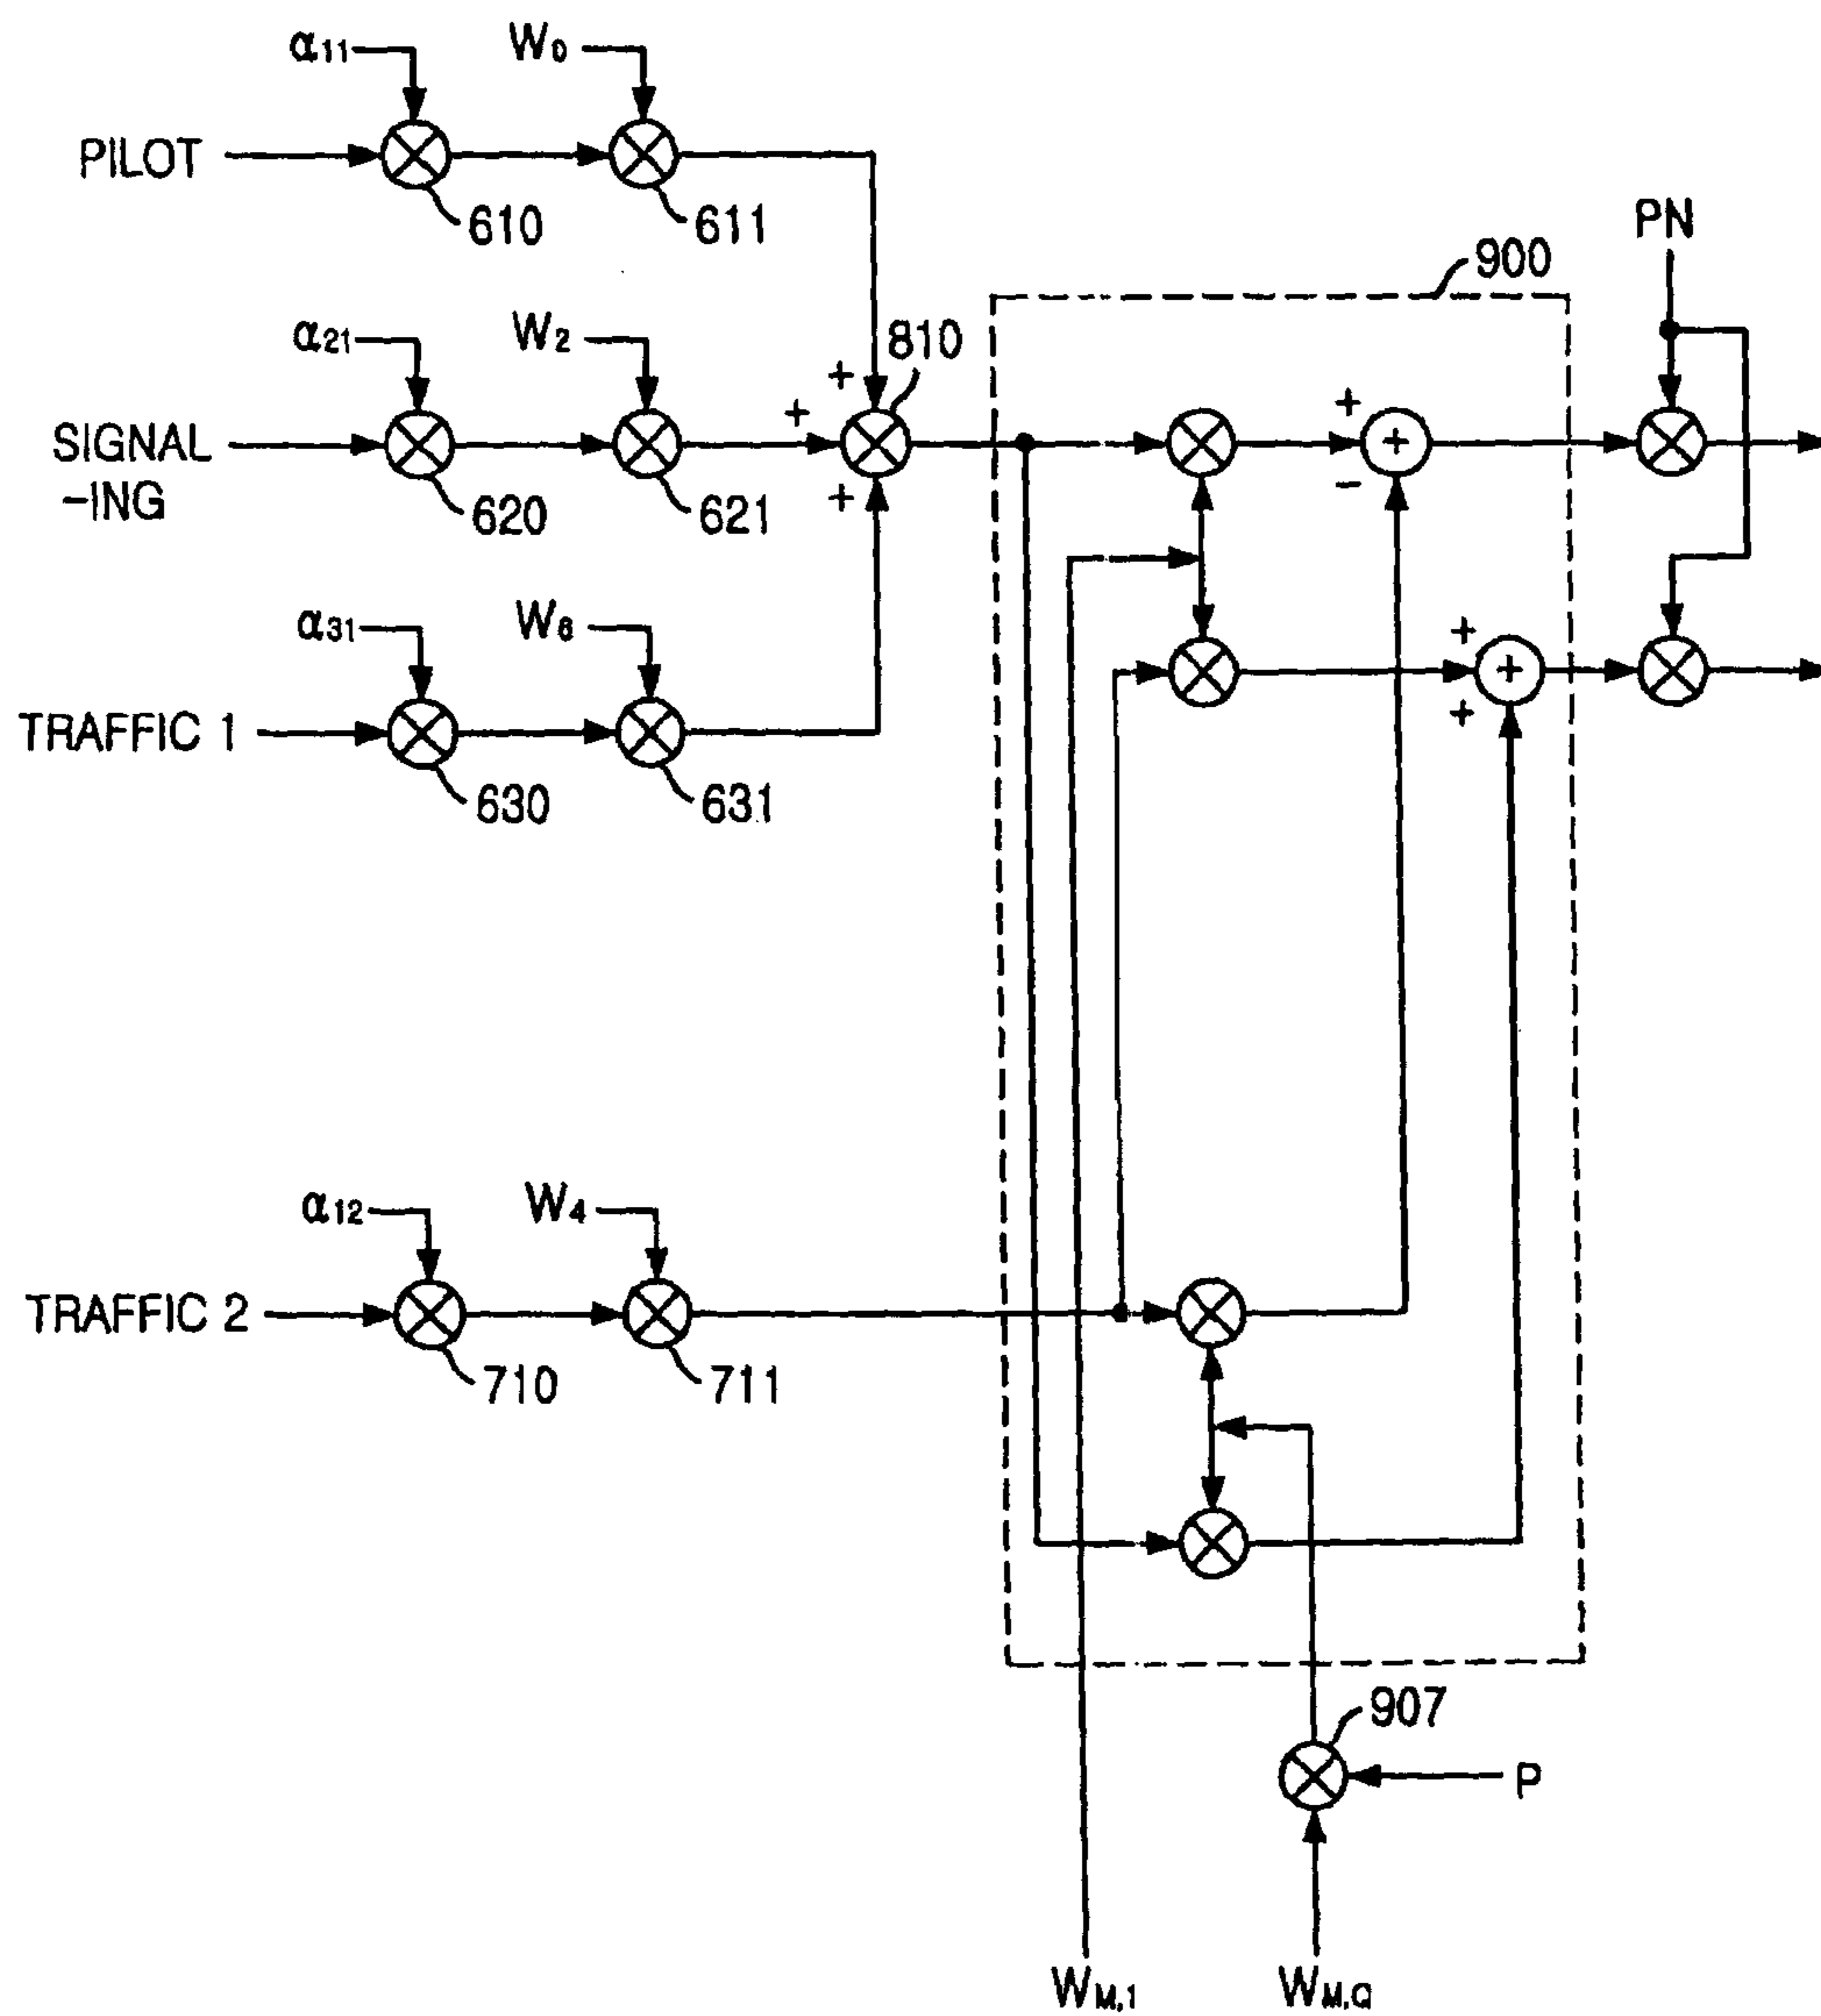 α11
W0
PILOT
610
611
PN
900
α21
W2
810
+
+
SIGNAL
-ING
+
+
-
+
620
621
α31
W6
+
+
+
TRAFFIC 1
630
631
α12
W4
TRAFFIC 2
710
711
907
P
WM,1
WM,Q